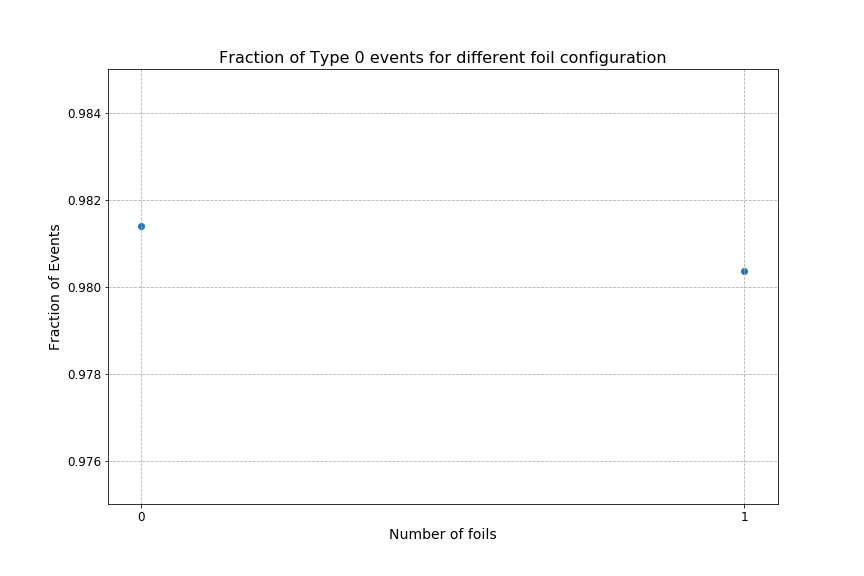 Fraction of Type 0 events for different foil configuration
0.984
0.982
0.980
0.978
0.976
Fraction of Events
0 1
Number of foils